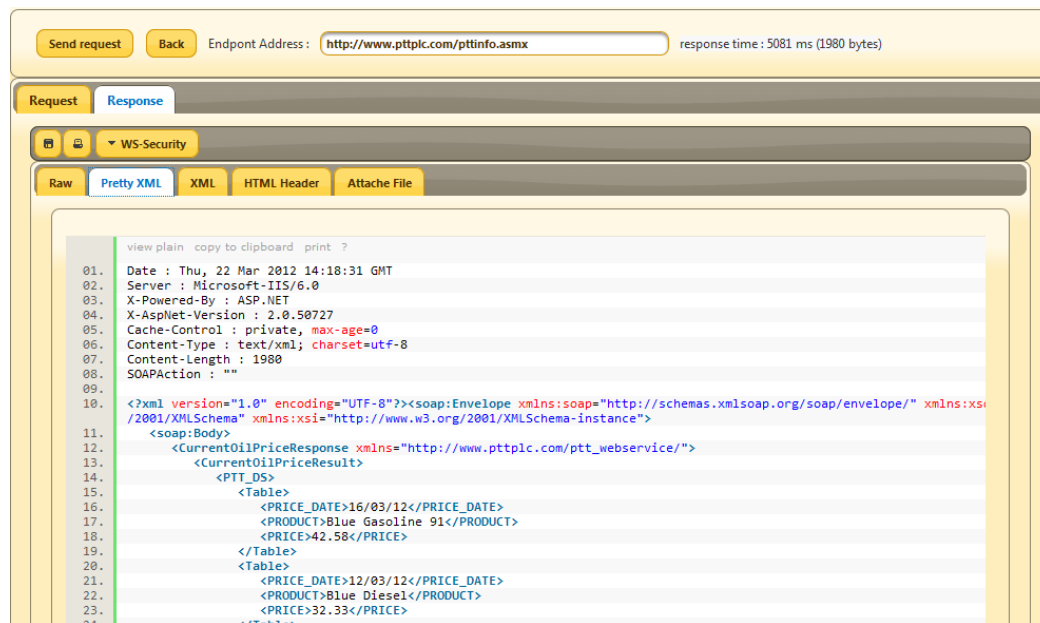 Send request Back Endpont Address : http://www.pttplc.com/pttinfo.asmx response time : 5081 ms (1980 bytes)
Request Response
WS-Security
Raw Pretty XML XML HTML Header Attache File
view plain copy to clipboard print ?
01. Date : Thu, 22 Mar 2012 14:18:31 GMT
02. Server : Microsoft-IIS/6.0
03. X-Powered-By : ASP.NET
04. X-AspNet-Version : 2.0.50727
05. Cache-Control : private, max-age=0
06. Content-Type : text/xml; charset=utf-8
07. Content-Length : 1980
08. SOAPAction : ""
09.
10. <?xml version="1.0" encoding="UTF-8"?><soap:Envelope xmlns:soap="http://schemas.xmlsoap.org/soap/envelope/" xmlns:xsd
/2001/XMLSchema" xmlns:xsi="http://www.w3.org/2001/XMLSchema-instance">
11. <soap:Body>
12. <CurrentOilPriceResponse xmlns="http://www.pttplc.com/ptt_webservice/">
13. <CurrentOilPriceResult>
14. <PTT_DS>
15. <Table>
16. <PRICE_DATE>16/03/12</PRICE_DATE>
17. <PRODUCT>Blue Gasoline 91</PRODUCT>
18. <PRICE>42.58</PRICE>
19. </Table>
20. <Table>
21. <PRICE_DATE>12/03/12</PRICE_DATE>
22. <PRODUCT>Blue Diesel</PRODUCT>
23. <PRICE>32.33</PRICE>
24. </Table>